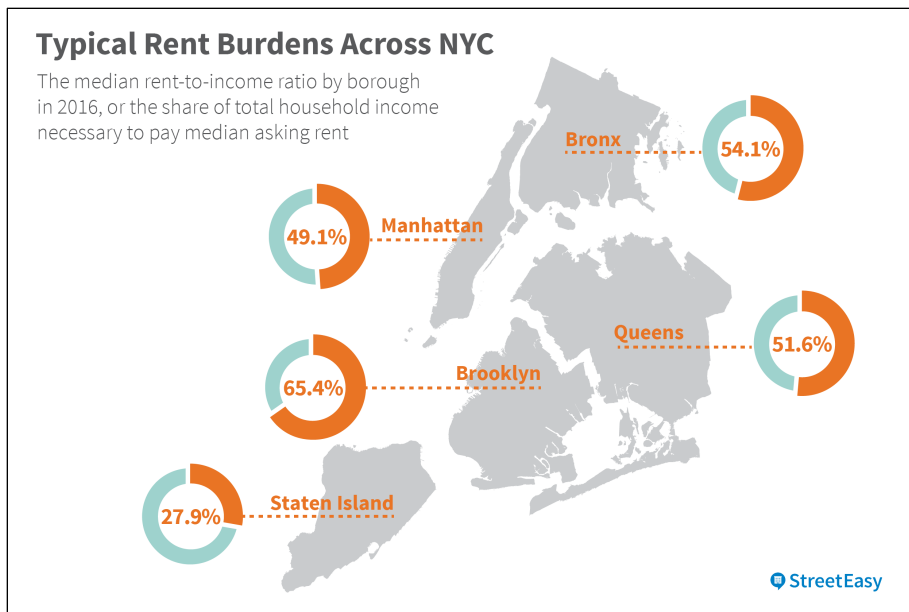 Typical Rent Burdens Across NYC
The median rent-to-income ratio by borough
in 2016, or the share of total household income
necessary to pay median asking rent
Bronx
54.1%
Manhattan
49.1%
Queens
51.6%
Brooklyn
65.4%
Staten Island
27.9%
StreetEasy